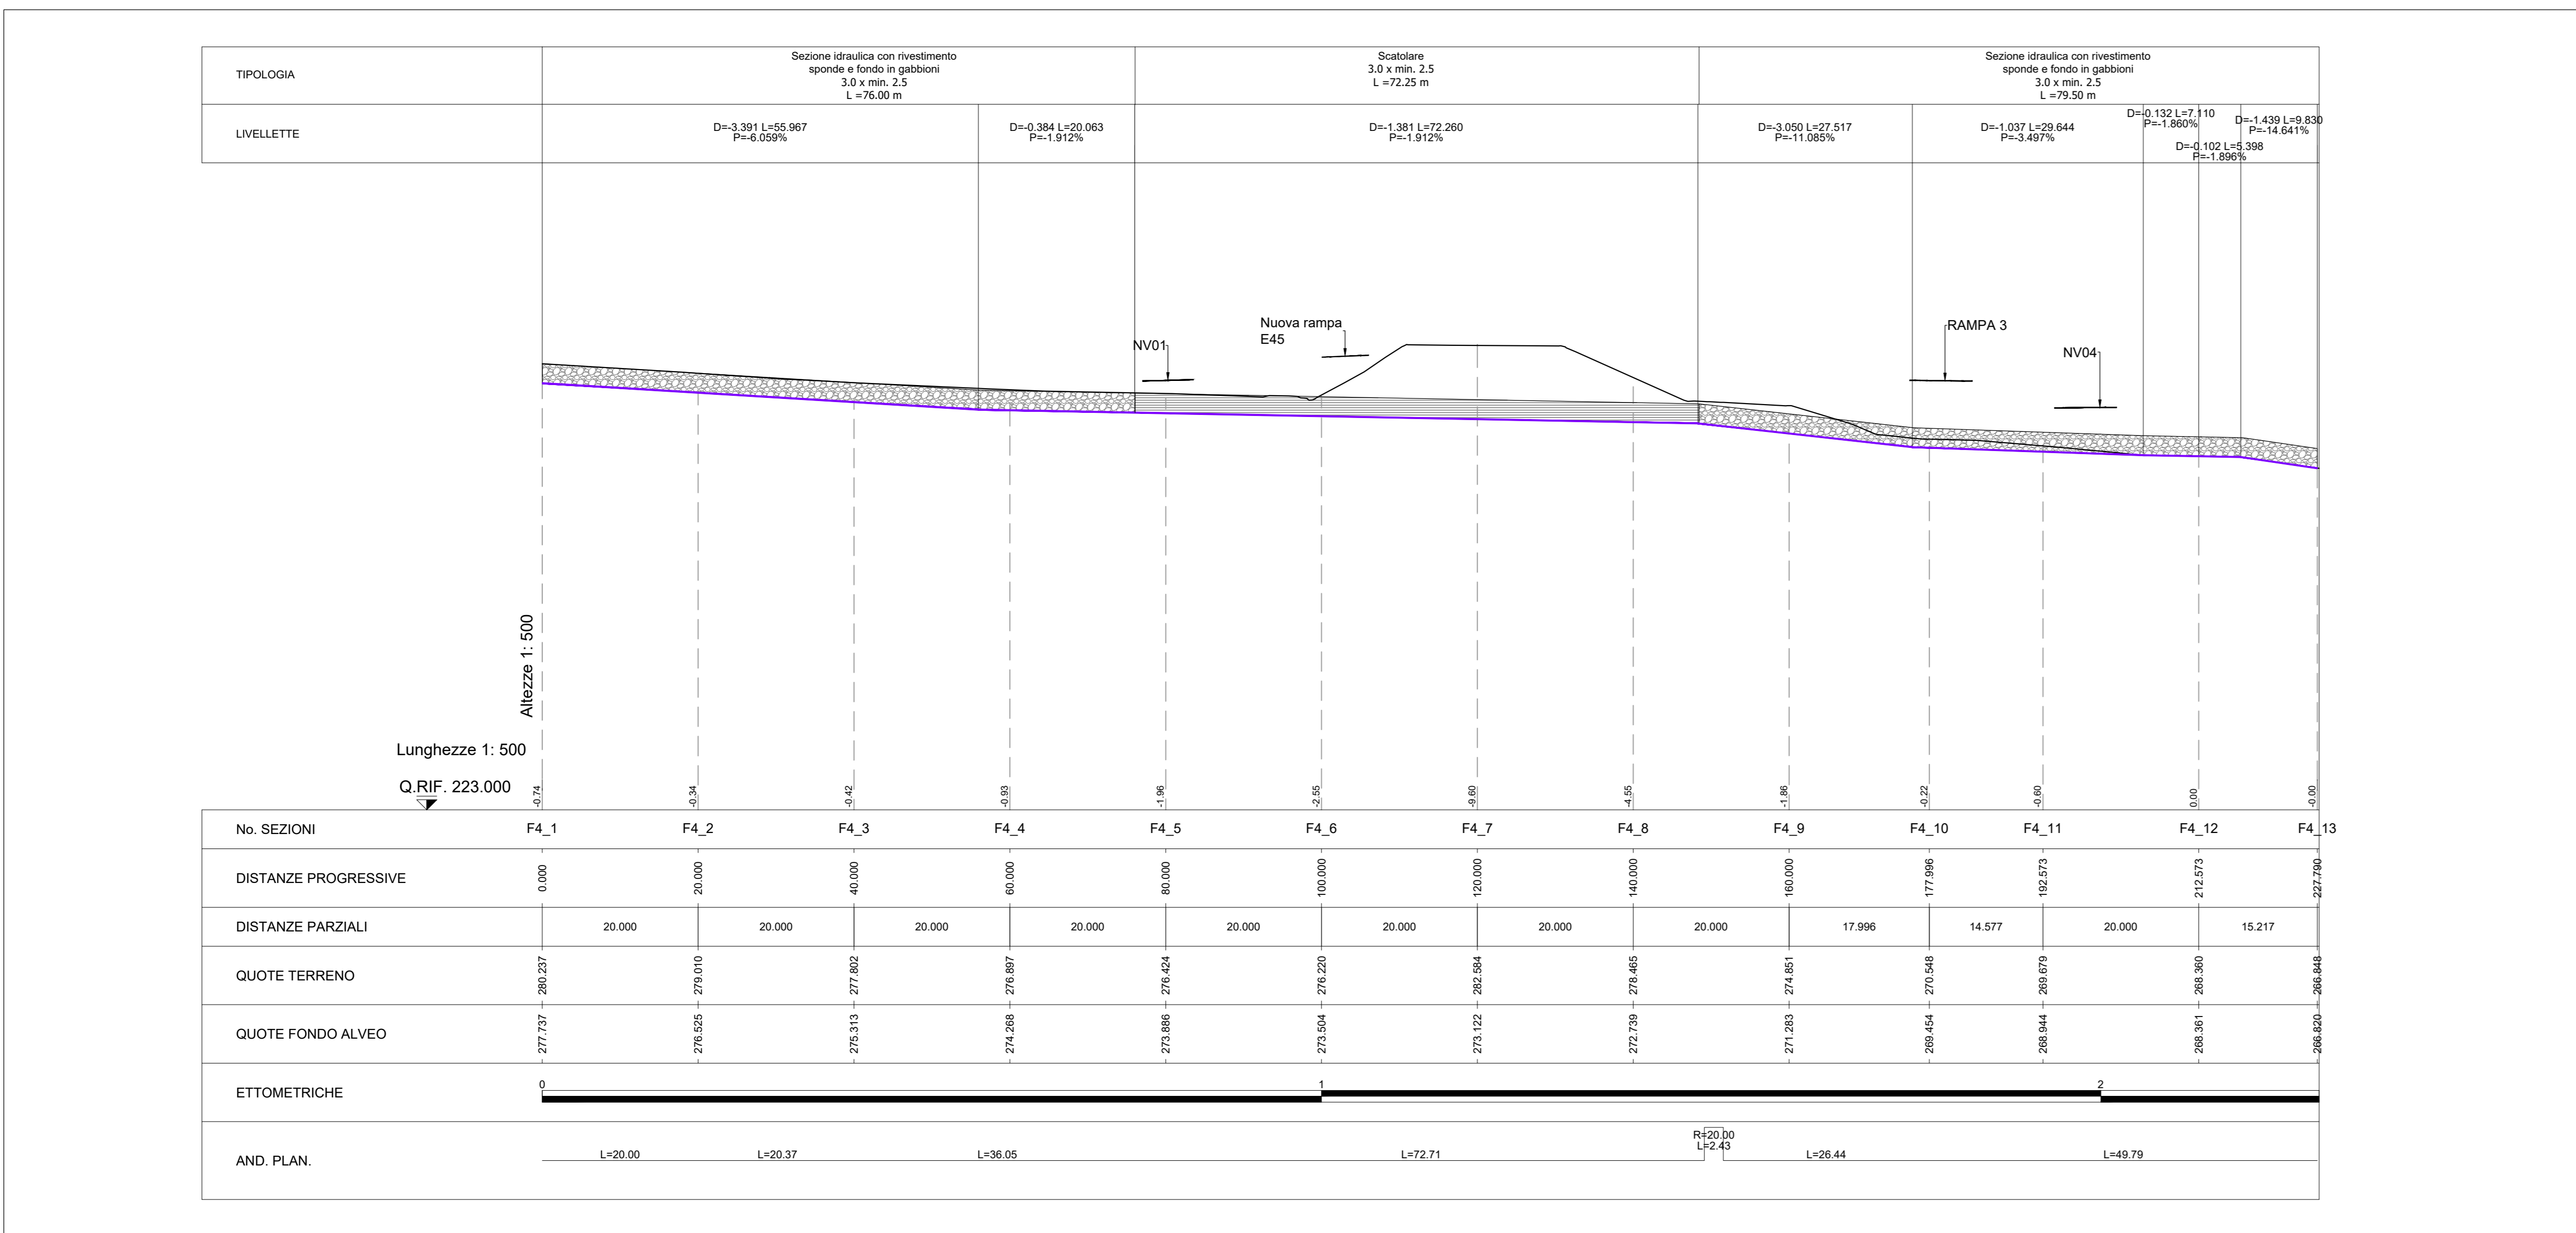 TIPOLOGIA
Sezione idraulica con rivestimento
sponde e fondo in gabbioni
3.0 x min. 2.5
L =76.00 m
Scatolare
3.0 x min. 2.5
L =72.25 m
Sezione idraulica con rivestimento
sponde e fondo in gabbioni
3.0 x min. 2.5
L =79.50 m
LIVELLETTE
D=-3.391 L=55.967
P=-6.059%
D=-0.384 L=20.063
P=-1.912%
D=-1.381 L=72.260
P=-1.912%
D=-3.050 L=27.517
P=-11.085%
D=-1.037 L=29.644
P=-3.497%
D=-0.132 L=7.110
P=-1.860%
D=-0.102 L=5.398
P=-1.896%
D=-1.439 L=9.830
P=-14.641%
NV01
Nuova rampa
E45
RAMPA 3
NV04
Altezze 1: 500
Lunghezze 1: 500
Q.RIF. 223.000
-0.74 -0.34 -0.42 -0.93 -1.96 -2.55 -9.60 -4.55 -1.86 -0.22 -0.60 0.00 -0.00
No. SEZIONI F4_1 F4_2 F4_3 F4_4 F4_5 F4_6 F4_7 F4_8 F4_9 F4_10 F4_11 F4_12 F4_13
DISTANZE PROGRESSIVE 0.000 20.000 40.000 60.000 80.000 100.000 120.000 140.000 160.000 177.996 192.573 212.573 227.790
DISTANZE PARZIALI 20.000 20.000 20.000 20.000 20.000 20.000 20.000 20.000 17.996 14.577 20.000 15.217
QUOTE TERRENO 280.237 279.010 277.802 276.897 276.424 276.220 282.584 278.465 274.851 270.548 269.679 268.360 266.848
QUOTE FONDO ALVEO 277.737 276.525 275.313 274.268 273.886 273.504 273.122 272.739 271.283 269.454 268.944 268.361 266.820
ETTOMETRICHE 0 1 2
AND. PLAN. L=20.00 L=20.37 L=36.05 L=72.71
R=20.00
L=2.43
L=26.44 L=49.79